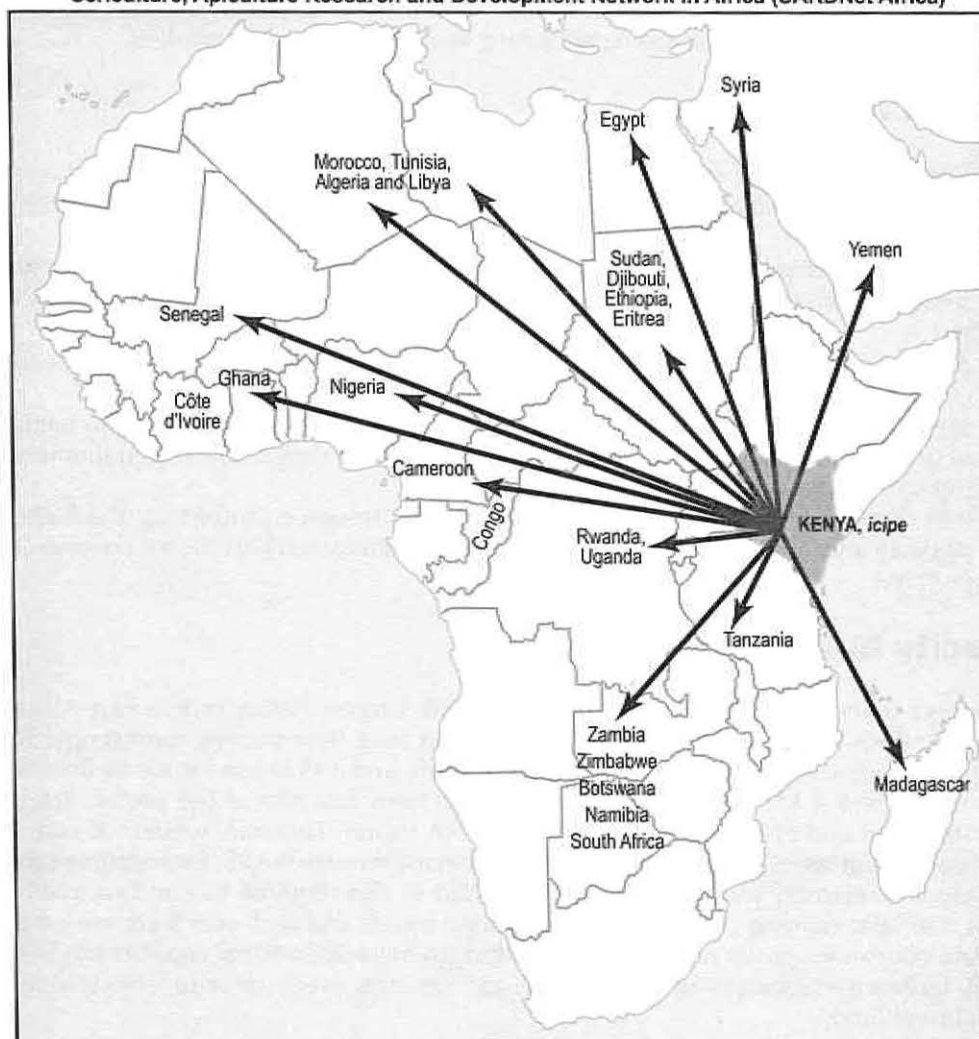 Sericulture, Apiculture Research and Development Network in Africa (SARDNet Africa)
Syria
Egypt
Morocco, Tunisia,
Algeria and Libya
Yemen
Sudan,
Djibouti,
Ethiopia,
Eritrea
Senegal
Ghana
Nigeria
Côte
d'Ivoire
Cameroon
Congo
KENYA, icipe
Rwanda,
Uganda
Tanzania
Zambia
Zimbabwe
Botswana
Namibia
South Africa
Madagascar